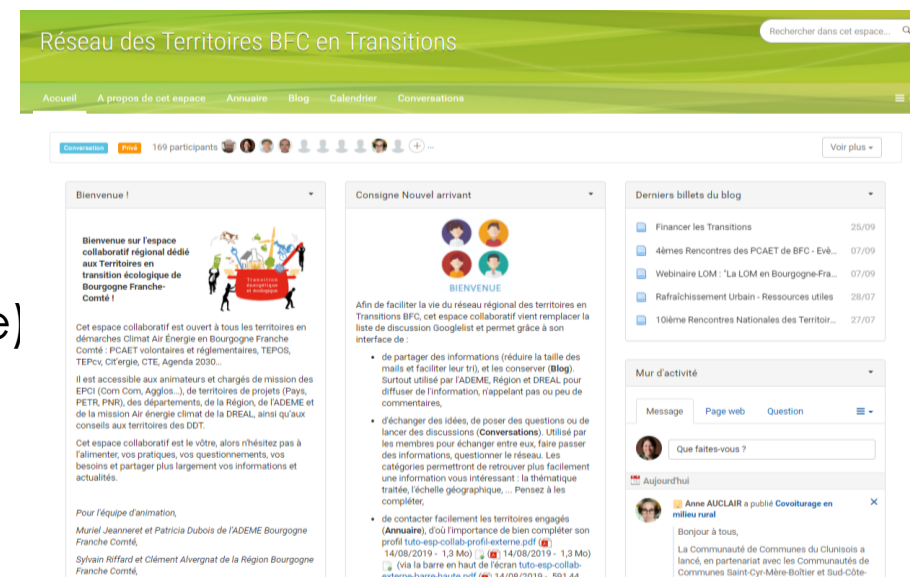 Réseau des Territoires BFC en Transitions
Rechercher dans cet espace...
Accueil A propos de cet espace Annuaire Blog Calendrier Conversations
Conversation Privé 169 participants ...
Voir plus
Bienvenue !
Bienvenue sur l'espace
collaboratif régional dédié
aux Territoires en
transition écologique de
Bourgogne Franche-
Comté !
Transition
énergétique
et écologique
e)
Cet espace collaboratif est ouvert à tous les territoires en
démarches Climat Air Énergie en Bourgogne Franche
Comté : PCAET volontaires et réglementaires, TEPOS,
TEPcv, Cit'ergie, CTE, Agenda 2030...
Il est accessible aux animateurs et chargés de mission des
EPCI (Com Com, Agglos...), de territoires de projets (Pays,
PETR, PNR), des départements, de la Région, de l'ADEME et
de la mission Air énergie climat de la DREAL, ainsi qu'aux
conseils aux territoires des DDT.
Cet espace collaboratif est le vôtre, alors n'hésitez pas à
l'alimenter, vos pratiques, vos questionnements, vos
besoins et partager plus largement vos informations et
actualités.
Pour l'équipe d'animation,
Muriel Jeanneret et Patricia Dubois de l'ADEME Bourgogne
Franche Comté,
Sylvain Riffard et Clément Alvergnat de la Région Bourgogne
Franche Comté,
Consigne Nouvel arrivant
BIENVENUE
Afin de faciliter la vie du réseau régional des territoires en
Transitions BFC, cet espace collaboratif vient remplacer la
liste de discussion Googlelist et permet grâce à son
interface de :
• de partager des informations (réduire la taille des
mails et faciliter leur tri), et les conserver (Blog).
Surtout utilisé par l'ADEME, Région et DREAL pour
diffuser de l'information, n'appelant pas ou peu de
commentaires,
• d'échanger des idées, de poser des questions ou de
lancer des discussions (Conversations). Utilisé par
les membres pour échanger entre eux, faire passer
des informations, questionner le réseau. Les
catégories permettront de retrouver plus facilement
une information vous intéressant : la thématique
traitée, l'échelle géographique, ... Pensez à les
compléter,
• de contacter facilement les territoires engagés
(Annuaire), d'où l'importance de bien compléter son
profil tuto-esp-collab-profil-externe.pdf (
14/08/2019 - 1,3 Mo) ( 14/08/2019 - 1,3 Mo)
(via la barre en haut de l'écran tuto-esp-collab-
externe-barre-haute.pdf ( 14/08/2019 - 591,44
Derniers billets du blog
Financer les Transitions 25/09
4èmes Rencontres des PCAET de BFC - Evè... 07/09
Webinaire LOM : "La LOM en Bourgogne-Fra... 07/09
Rafraîchissement Urbain - Ressources utiles 28/07
10ième Rencontres Nationales des Territoir... 27/07
Mur d'activité
Message Page web Question
Que faites-vous ?
Aujourd'hui
Anne AUCLAIR a publié Covoiturage en
milieu rural
Bonjour à tous,
La Communauté de Communes du Clunisois a
lancé, en partenariat avec les Communautés de
Communes Saint-Cyr-Mère-Boîtier et Sud-Côte-